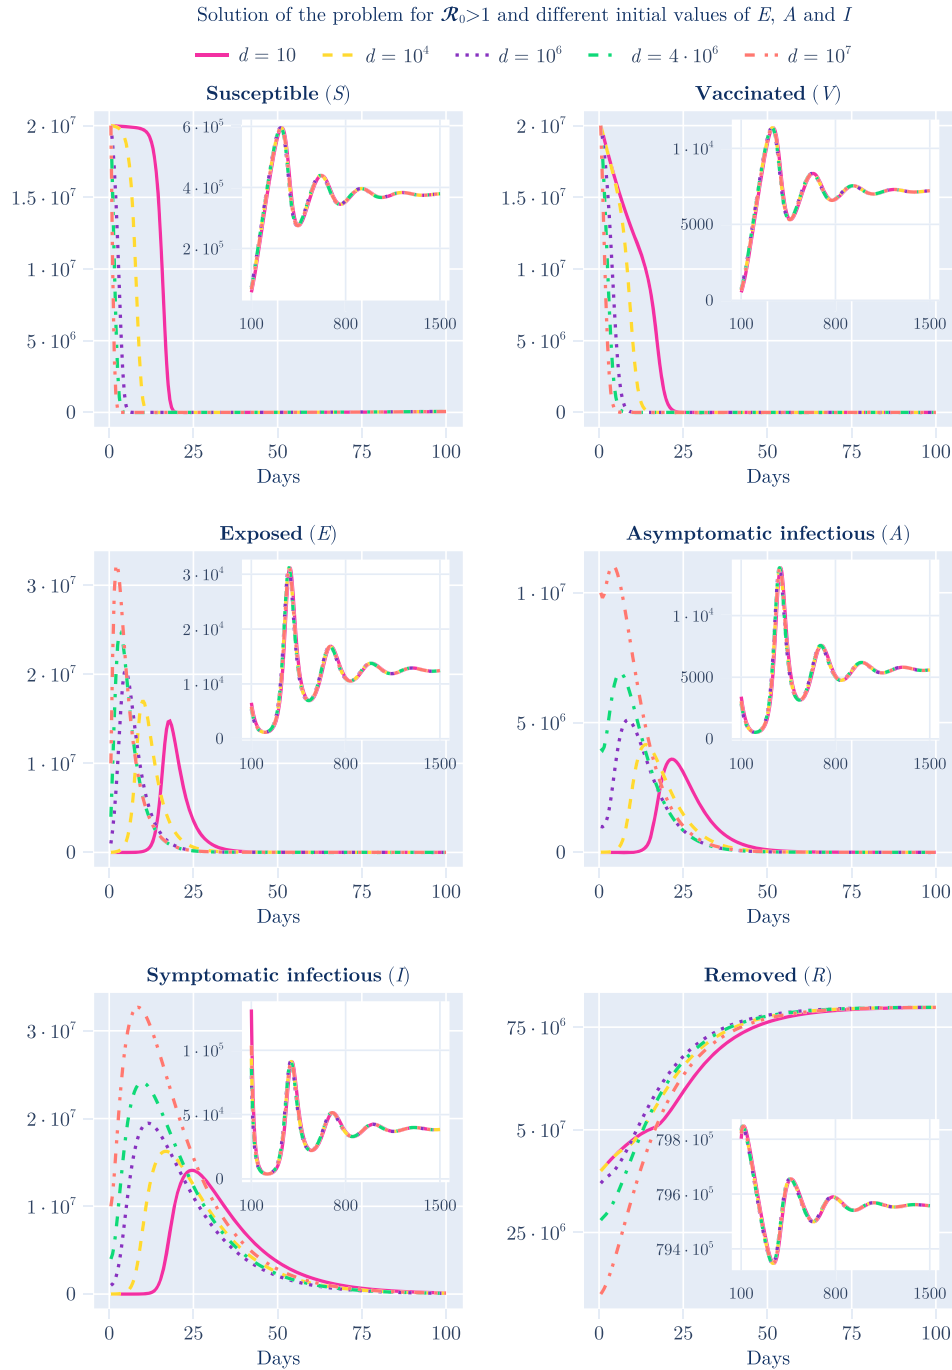 Solution of the problem for 𝓡₀>1 and different initial values of E, A and I
d = 10 d = 10⁴ d = 10⁶ d = 4 · 10⁶ d = 10⁷
Susceptible (S)
2 · 10⁷
1.5 · 10⁷
1 · 10⁷
5 · 10⁶
0
6 · 10⁵
4 · 10⁵
2 · 10⁵
100 800 1500
0 25 50 75 100
Days
Vaccinated (V)
2 · 10⁷
1.5 · 10⁷
1 · 10⁷
5 · 10⁶
0
1 · 10⁴
5000
0
100 800 1500
0 25 50 75 100
Days
Exposed (E)
3 · 10⁷
2 · 10⁷
1 · 10⁷
0
3 · 10⁴
2 · 10⁴
1 · 10⁴
0
100 800 1500
0 25 50 75 100
Days
Asymptomatic infectious (A)
1 · 10⁷
5 · 10⁶
0
1 · 10⁴
5000
0
100 800 1500
0 25 50 75 100
Days
Symptomatic infectious (I)
3 · 10⁷
2 · 10⁷
1 · 10⁷
0
1 · 10⁵
5 · 10⁴
0
100 800 1500
0 25 50 75 100
Days
Removed (R)
75 · 10⁶
5 · 10⁷
25 · 10⁶
798 · 10⁵
796 · 10⁵
794 · 10⁵
100 800 1500
0 25 50 75 100
Days